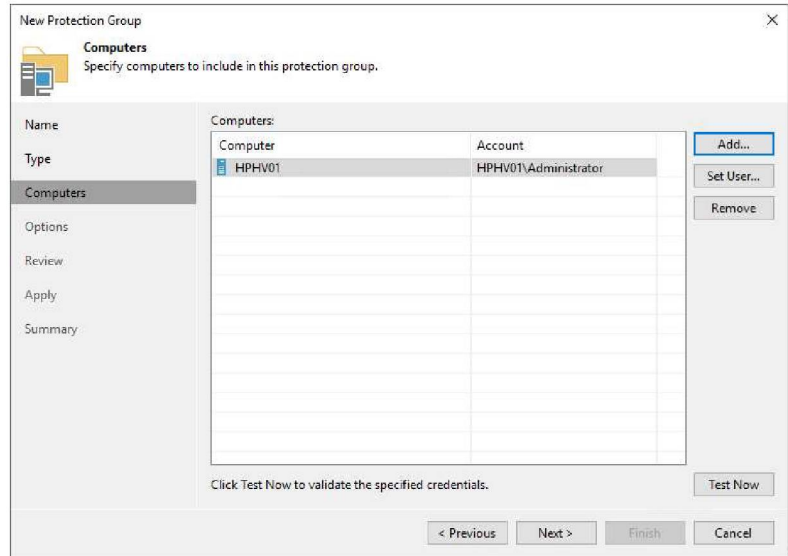 New Protection Group
Computers
Specify computers to include in this protection group.
Name
Type
Computers
Options
Review
Apply
Summary
Computers:
Computer Account
HPHV01 HPHV01\Administrator
Add...
Set User...
Remove
Click Test Now to validate the specified credentials.
Test Now
< Previous Next > Finish Cancel